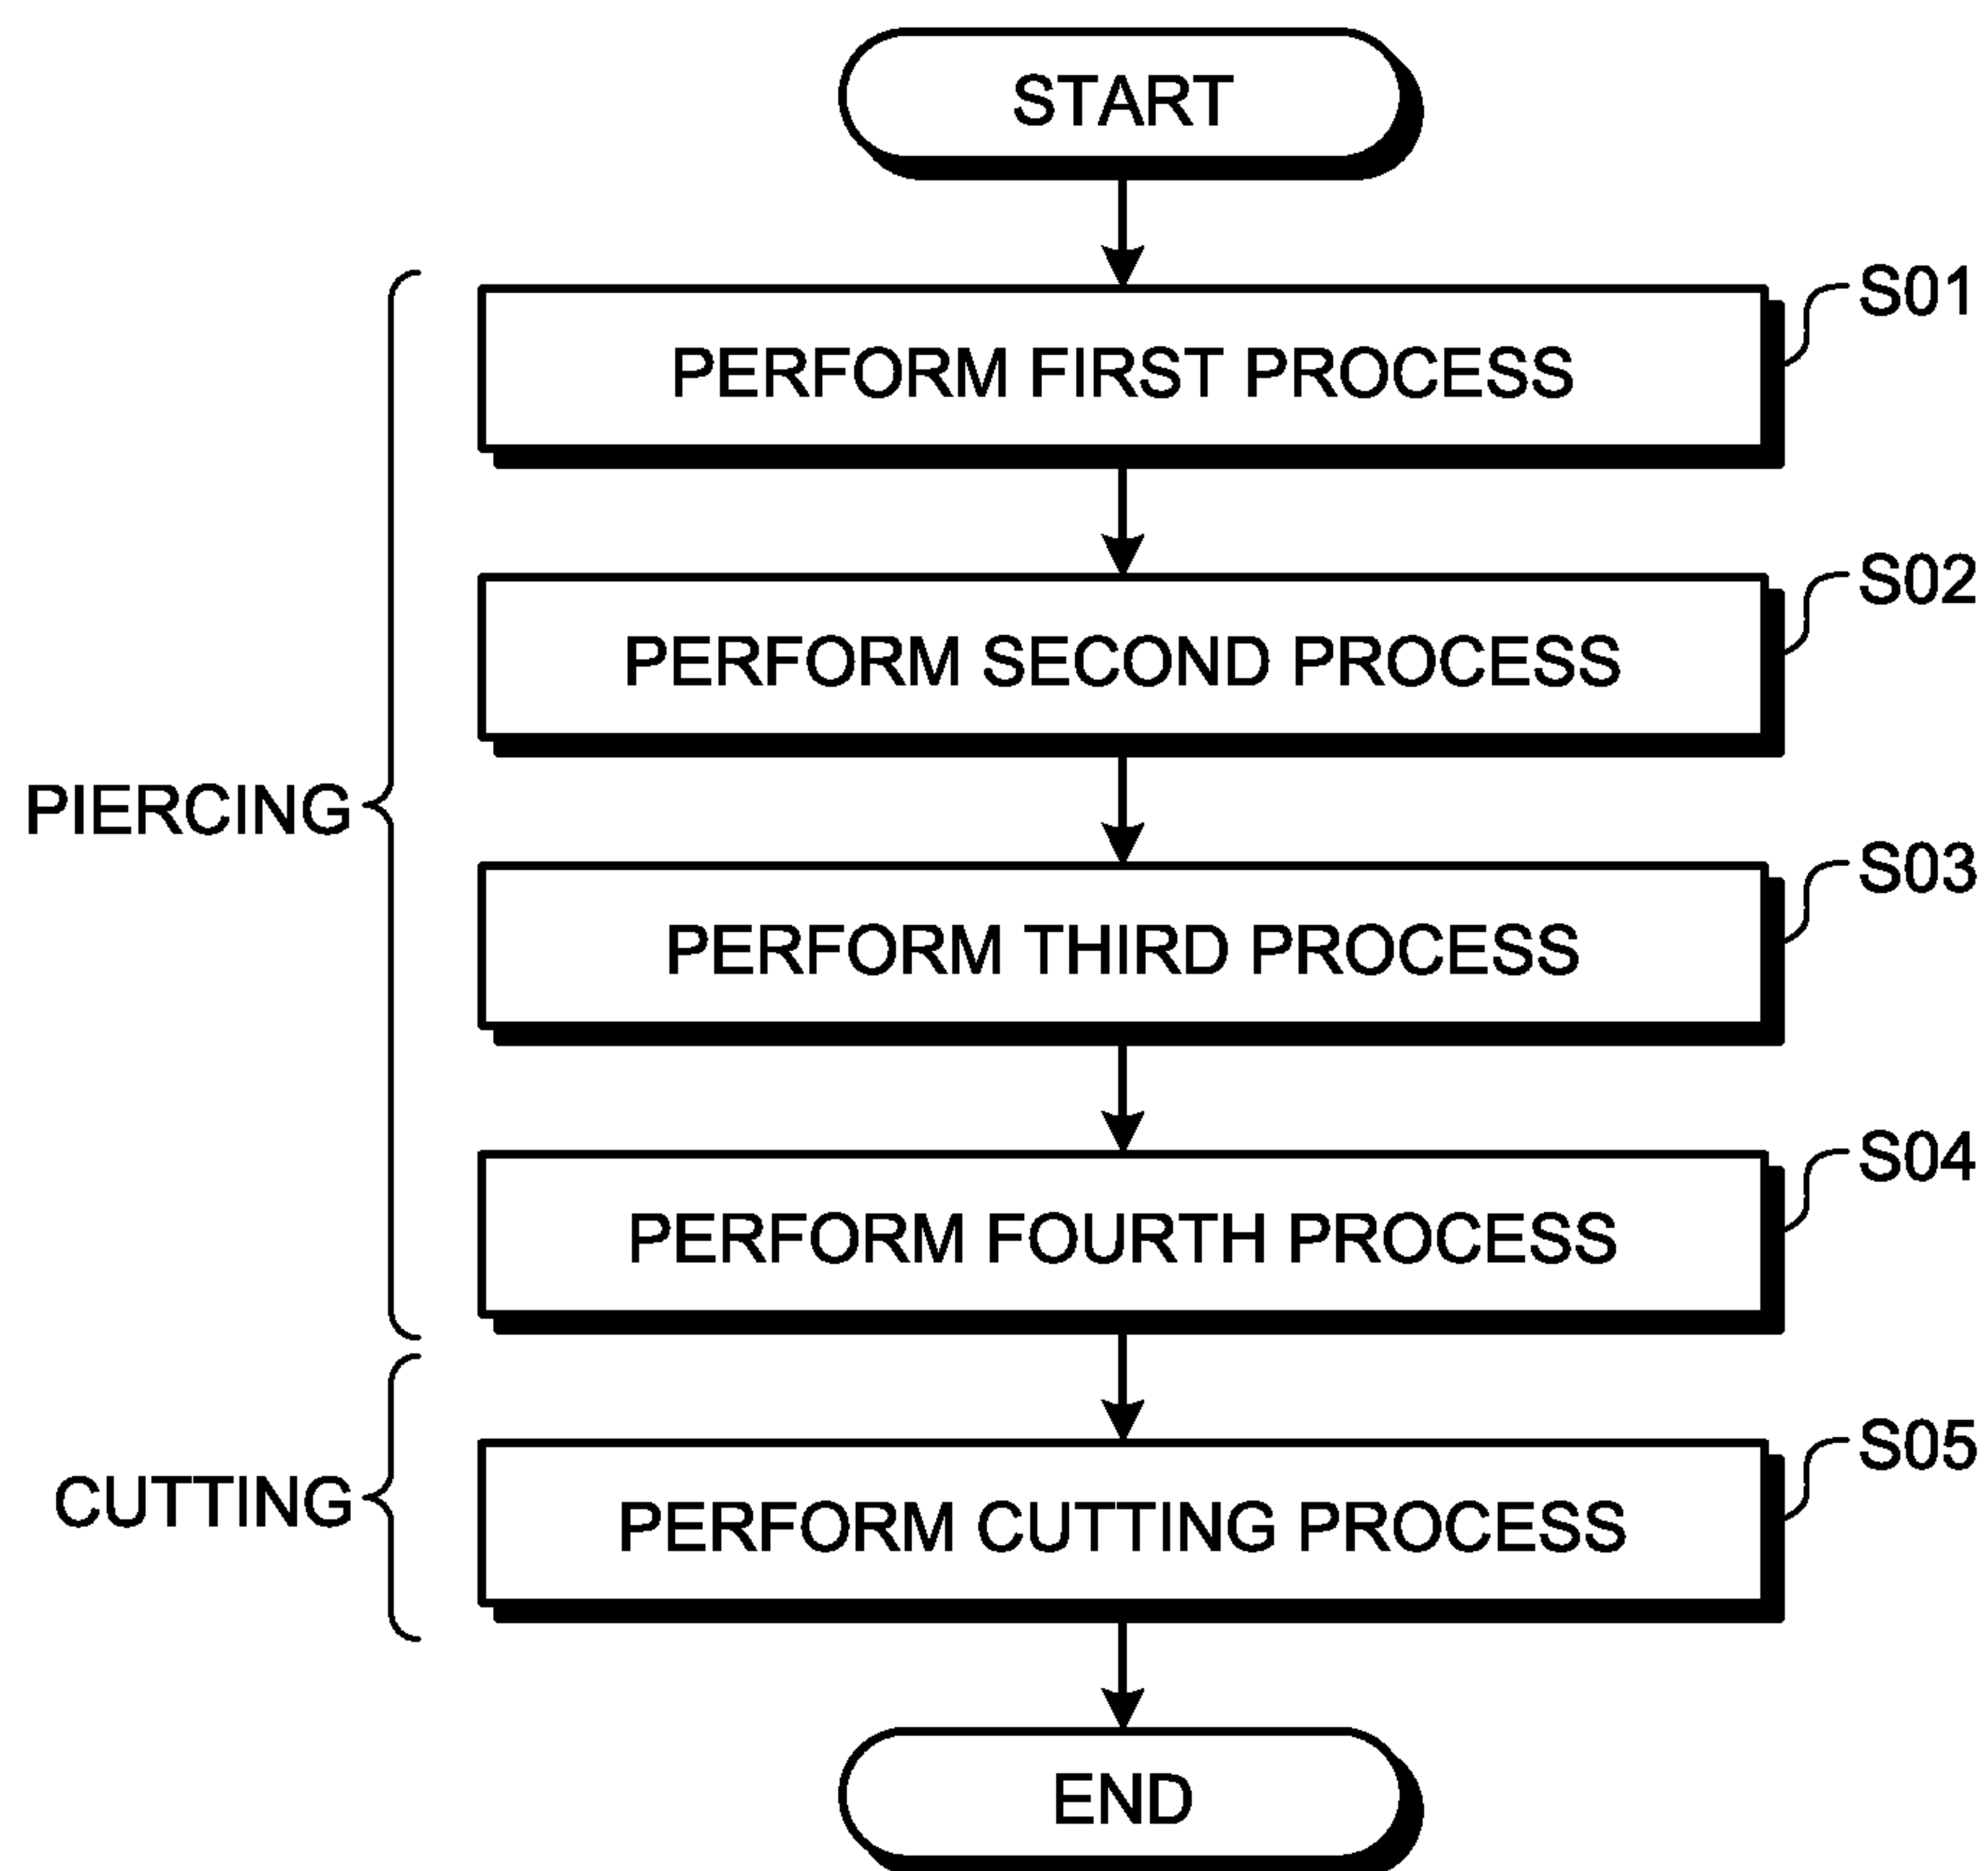 START
S01
PERFORM FIRST PROCESS
S02
PERFORM SECOND PROCESS
PIERCING
S03
PERFORM THIRD PROCESS
S04
PERFORM FOURTH PROCESS
S05
CUTTING
PERFORM CUTTING PROCESS
END